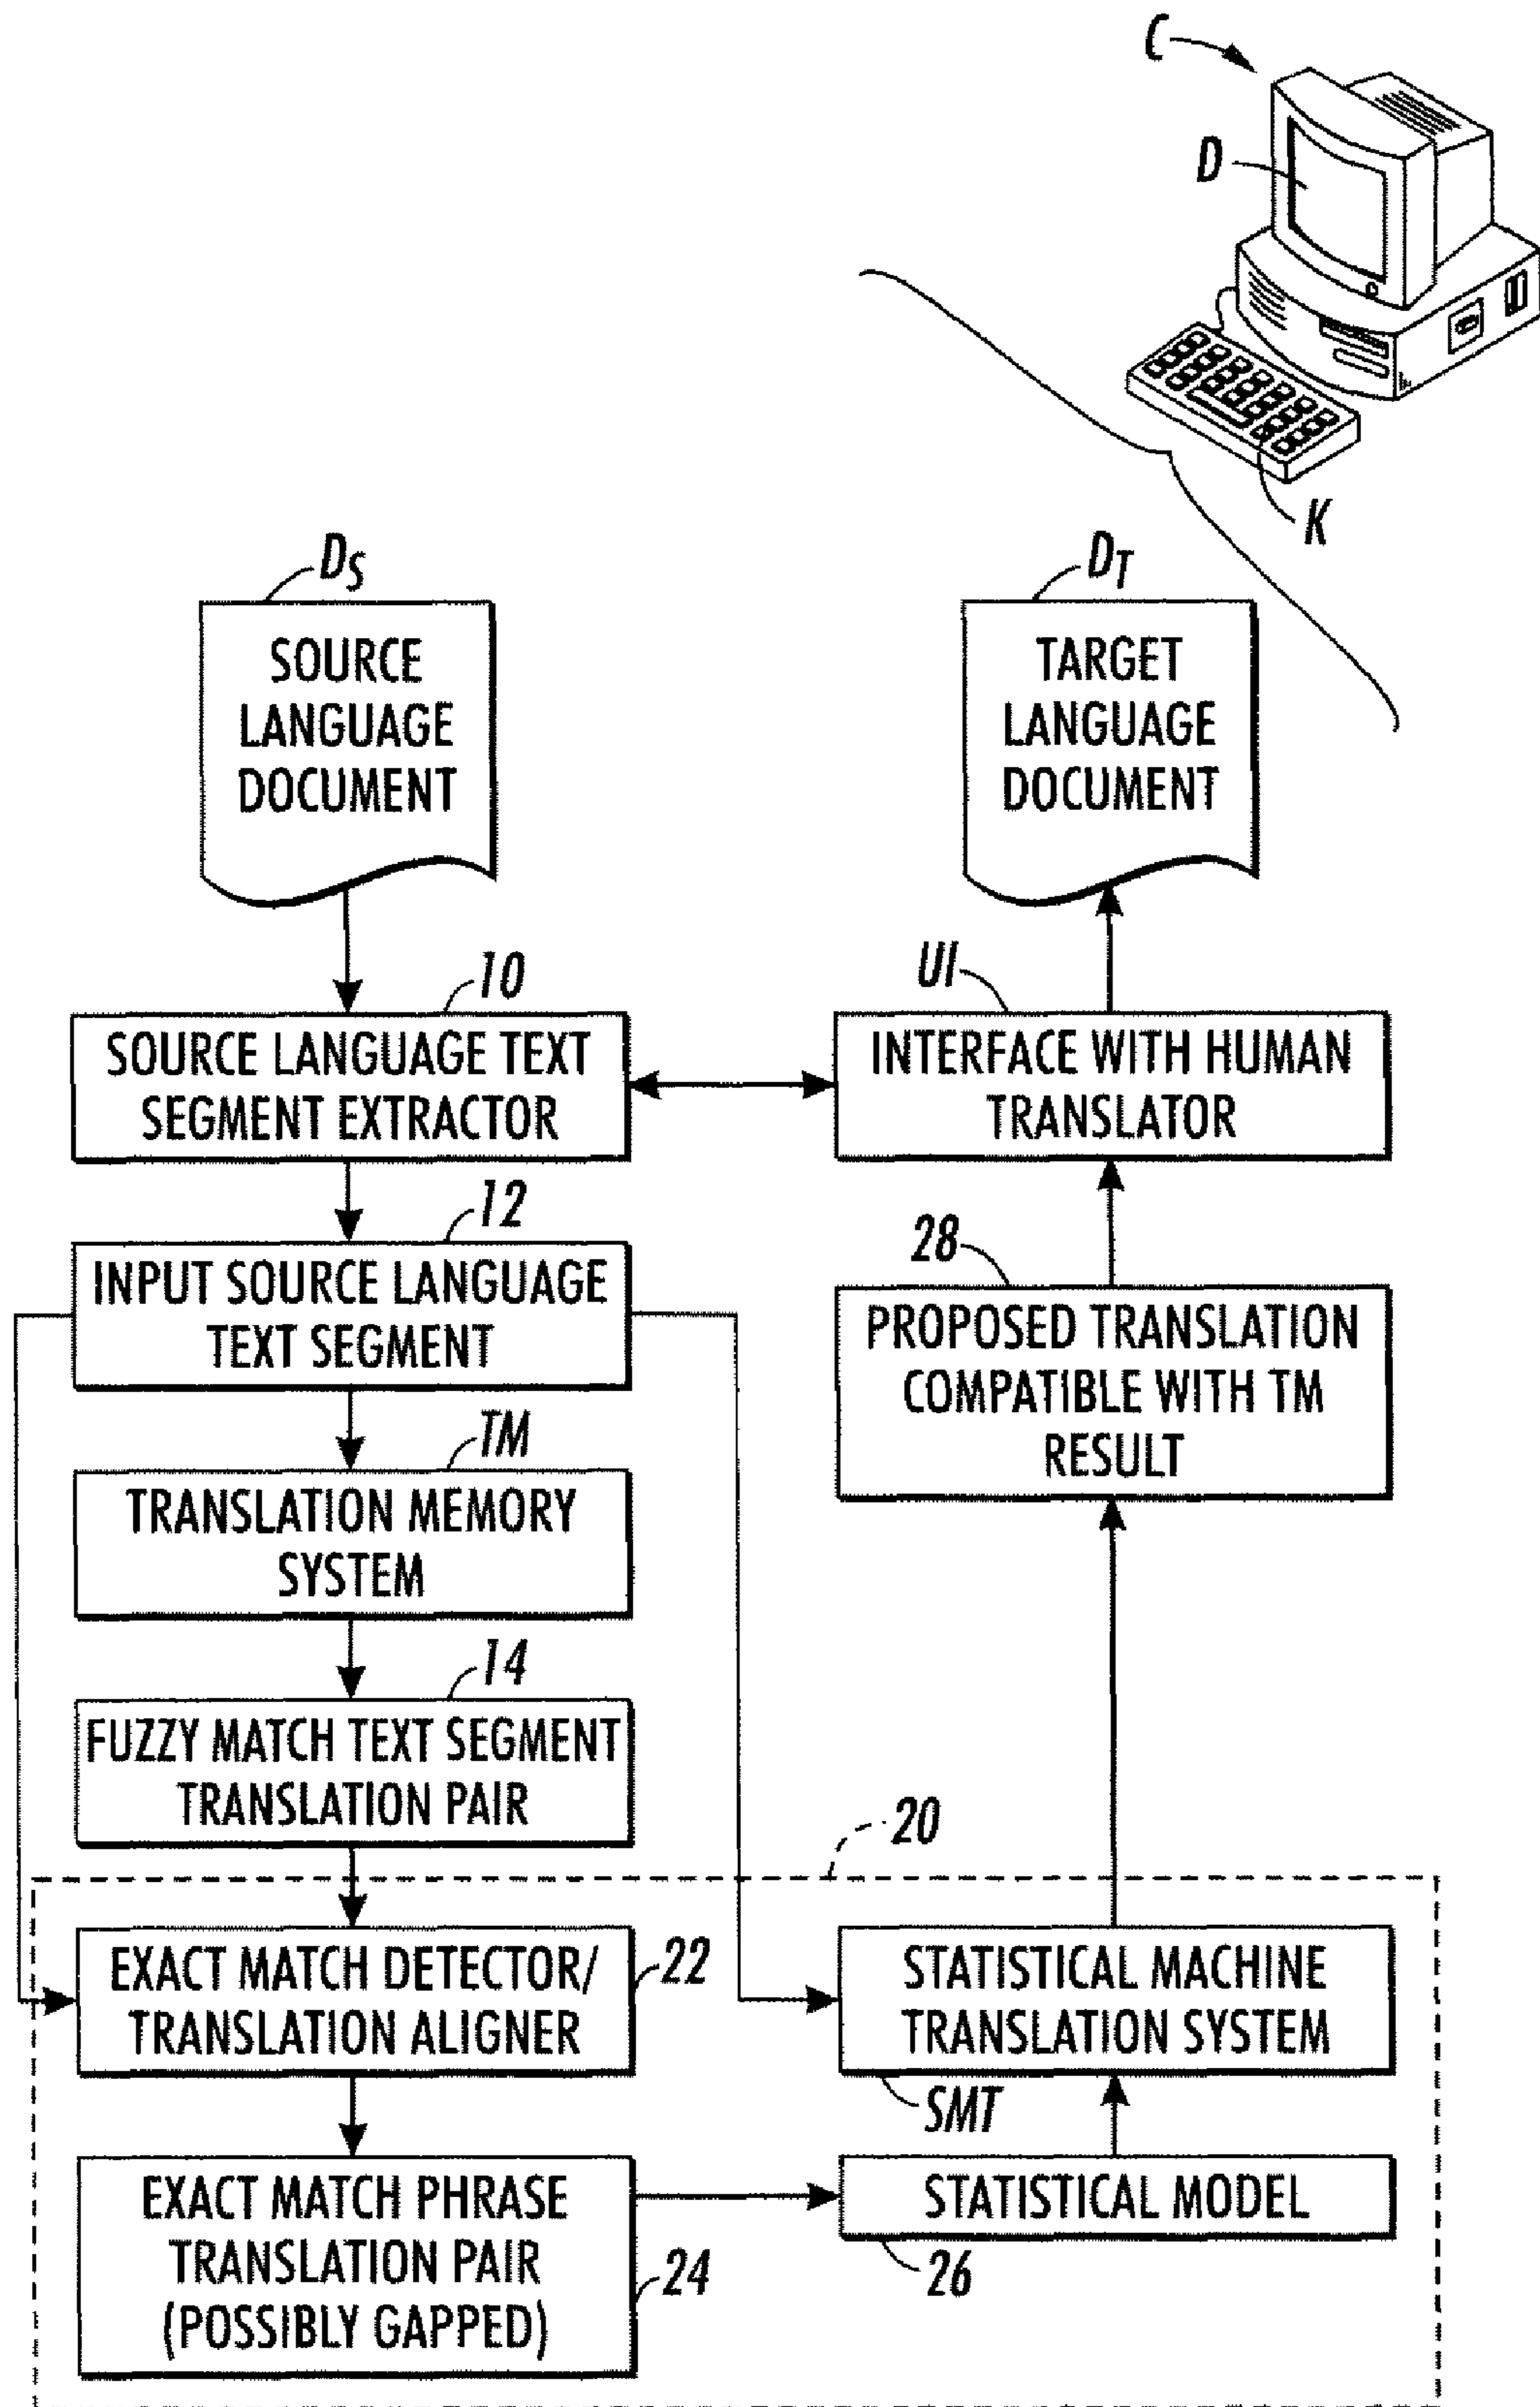 C
D
K
DS
SOURCE
LANGUAGE
DOCUMENT
DT
TARGET
LANGUAGE
DOCUMENT
10
SOURCE LANGUAGE TEXT
SEGMENT EXTRACTOR
UI
INTERFACE WITH HUMAN
TRANSLATOR
12
INPUT SOURCE LANGUAGE
TEXT SEGMENT
28
PROPOSED TRANSLATION
COMPATIBLE WITH TM
RESULT
TM
TRANSLATION MEMORY
SYSTEM
14
FUZZY MATCH TEXT SEGMENT
TRANSLATION PAIR
20
EXACT MATCH DETECTOR/
TRANSLATION ALIGNER
22
STATISTICAL MACHINE
TRANSLATION SYSTEM
SMT
EXACT MATCH PHRASE
TRANSLATION PAIR
(POSSIBLY GAPPED)
24
STATISTICAL MODEL
26